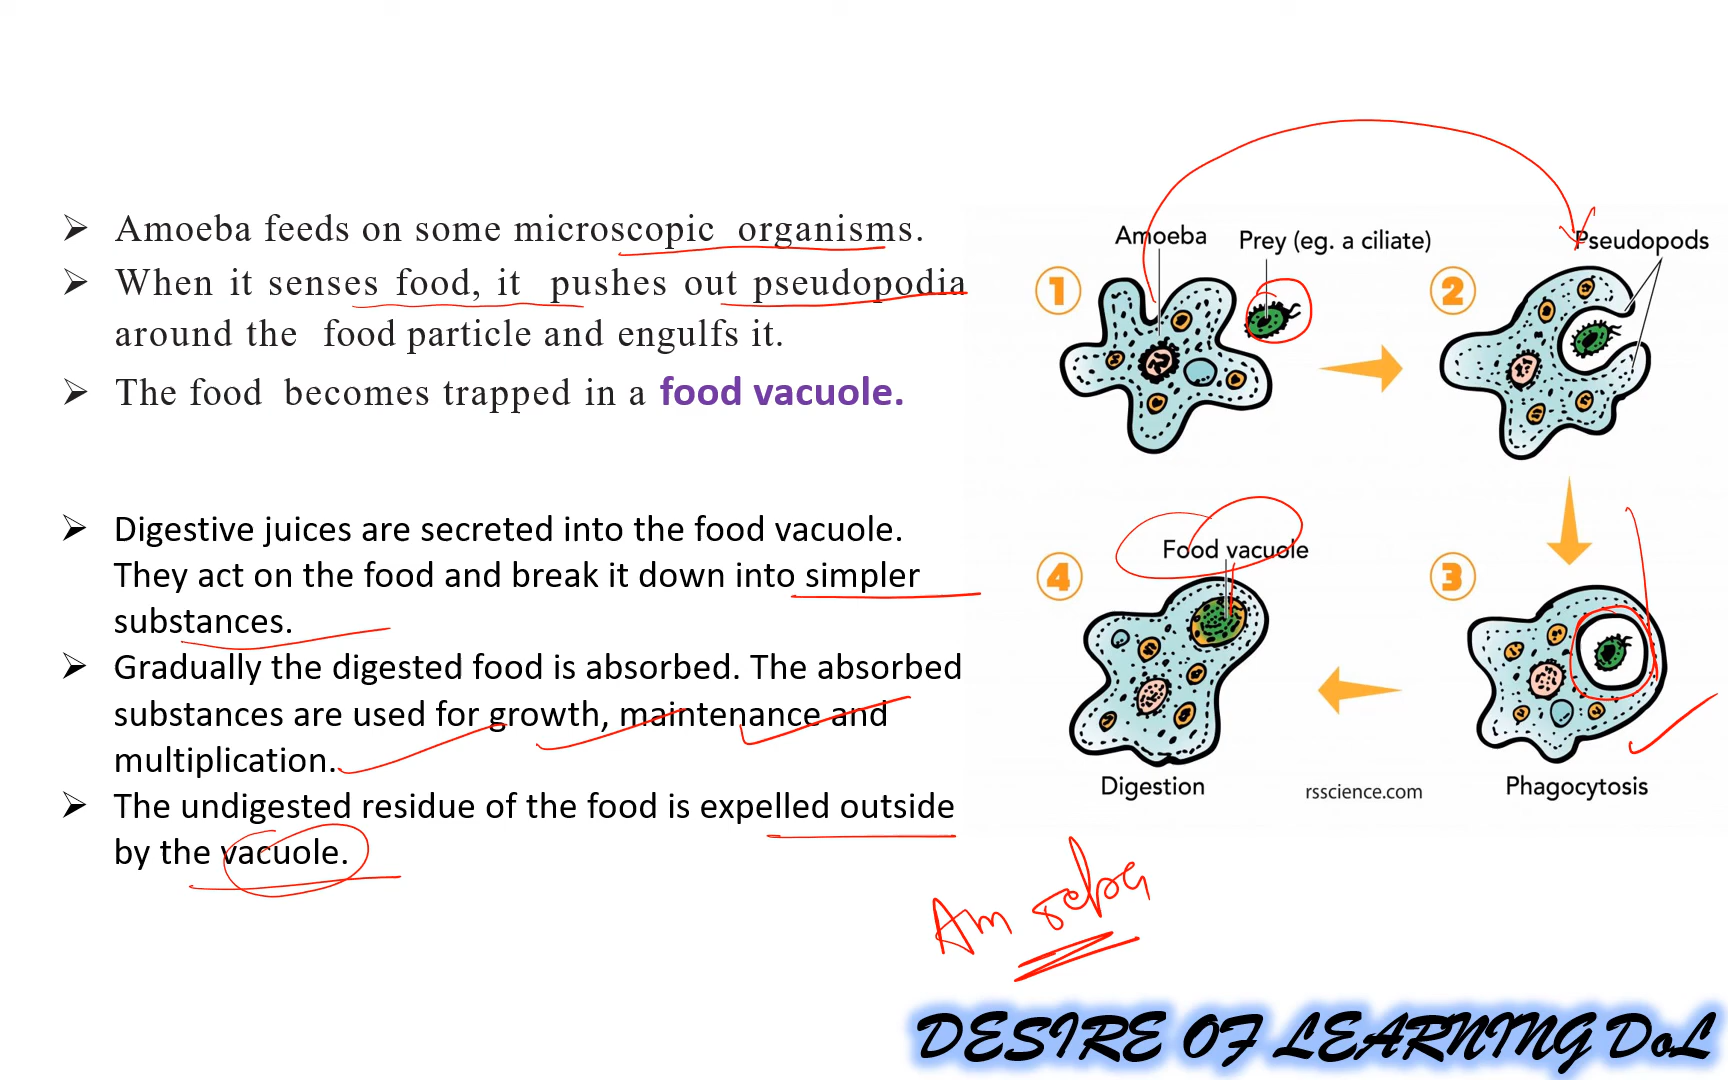 ➢ Amoeba feeds on some microscopic organisms.
➢ When it senses food, it pushes out pseudopodia
around the food particle and engulfs it.
➢ The food becomes trapped in a food vacuole.
➢ Digestive juices are secreted into the food vacuole.
They act on the food and break it down into simpler
substances.
➢ Gradually the digested food is absorbed. The absorbed
substances are used for growth, maintenance and
multiplication.
➢ The undigested residue of the food is expelled outside
by the vacuole.
Amoeba
Prey (eg. a ciliate)
Pseudopods
1
2
Food vacuole
4
3
Digestion
rsscience.com
Phagocytosis
Amoeba
DESIRE OF LEARNING DoL